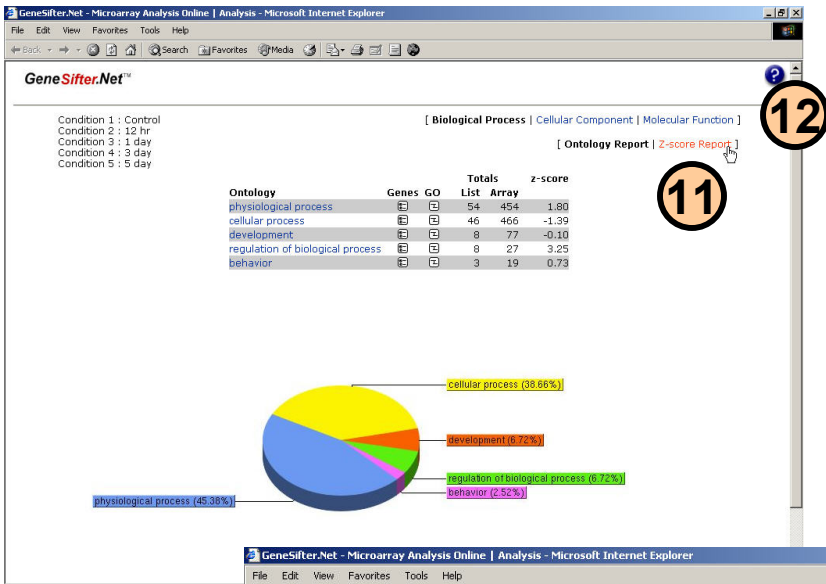 GeneSifter.Net - Microarray Analysis Online | Analysis - Microsoft Internet Explorer
File Edit View Favorites Tools Help
Back Search Favorites Media
GeneSifter.Net™
?
Condition 1 : Control
Condition 2 : 12 hr
Condition 3 : 1 day
Condition 4 : 3 day
Condition 5 : 5 day
[ Biological Process | Cellular Component | Molecular Function ]
12
[ Ontology Report | Z-score Report ]
11
Totals z-score
Ontology Genes GO List Array
physiological process 54 454 1.80
cellular process 46 466 -1.39
development 8 77 -0.10
regulation of biological process 8 27 3.25
behavior 3 19 0.73
cellular process (38.66%)
development (6.72%)
regulation of biological process (6.72%)
behavior (2.52%)
physiological process (45.38%)
GeneSifter.Net - Microarray Analysis Online | Analysis - Microsoft Internet Explorer
File Edit View Favorites Tools Help